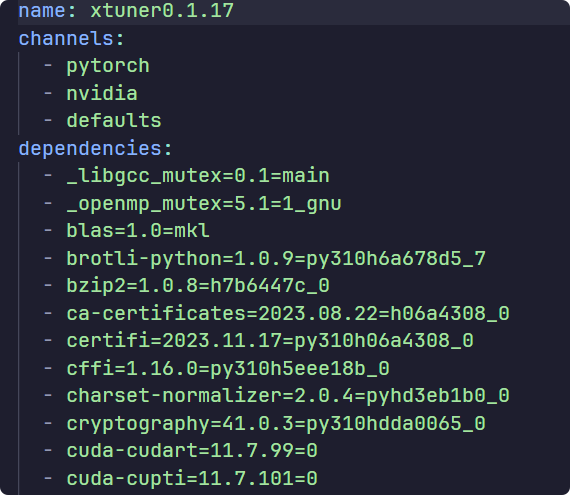 name: xtuner0.1.17
channels:
  - pytorch
  - nvidia
  - defaults
dependencies:
  - _libgcc_mutex=0.1=main
  - _openmp_mutex=5.1=1_gnu
  - blas=1.0=mkl
  - brotli-python=1.0.9=py310h6a678d5_7
  - bzip2=1.0.8=h7b6447c_0
  - ca-certificates=2023.08.22=h06a4308_0
  - certifi=2023.11.17=py310h06a4308_0
  - cffi=1.16.0=py310h5eee18b_0
  - charset-normalizer=2.0.4=pyhd3eb1b0_0
  - cryptography=41.0.3=py310hdda0065_0
  - cuda-cudart=11.7.99=0
  - cuda-cupti=11.7.101=0